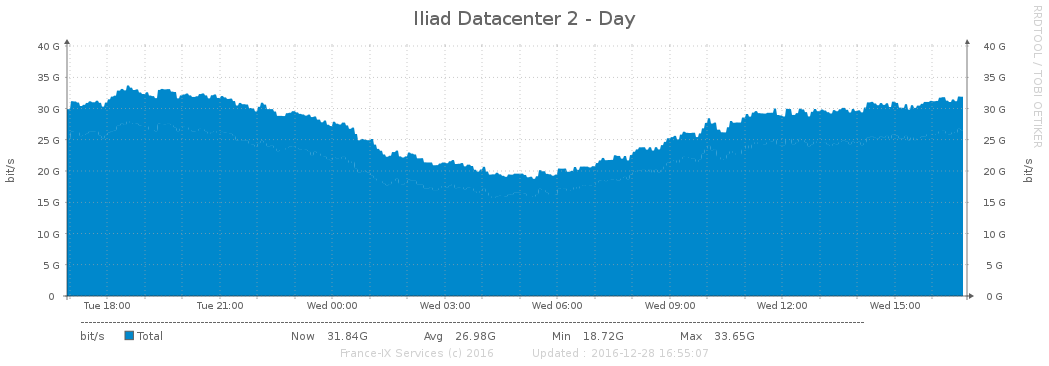 Iliad Datacenter 2 - Day
RRDTOOL / TOBI OETIKER
40 G 40 G
35 G 35 G
30 G 30 G
25 G 25 G
20 G 20 G
15 G 15 G
10 G 10 G
5 G 5 G
0 0 G
bit/s bit/s
Tue 18:00 Tue 21:00 Wed 00:00 Wed 03:00 Wed 06:00 Wed 09:00 Wed 12:00 Wed 15:00
bit/s Total Now 31.84G Avg 26.98G Min 18.72G Max 33.65G
France-IX Services (c) 2016 Updated : 2016-12-28 16:55:07